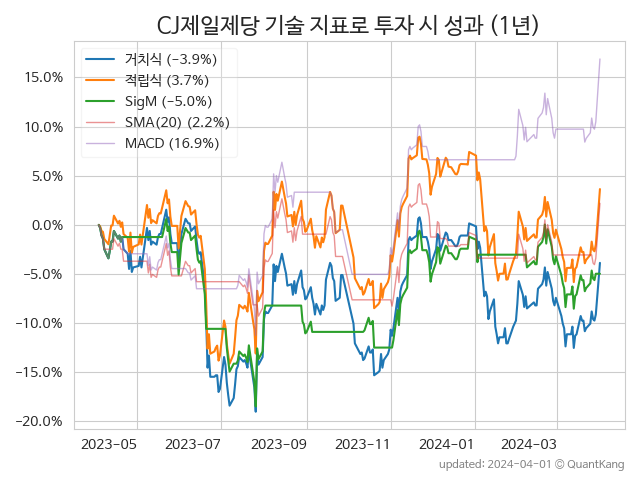 CJ제일제당 기술 지표로 투자 시 성과 (1년)
거치식 (−3.9%)
적립식 (3.7%)
SigM (−5.0%)
SMA(20) (2.2%)
MACD (16.9%)
15.0%
10.0%
5.0%
0.0%
−5.0%
−10.0%
−15.0%
−20.0%
2023-05 2023-07 2023-09 2023-11 2024-01 2024-03
updated: 2024-04-01 © QuantKang